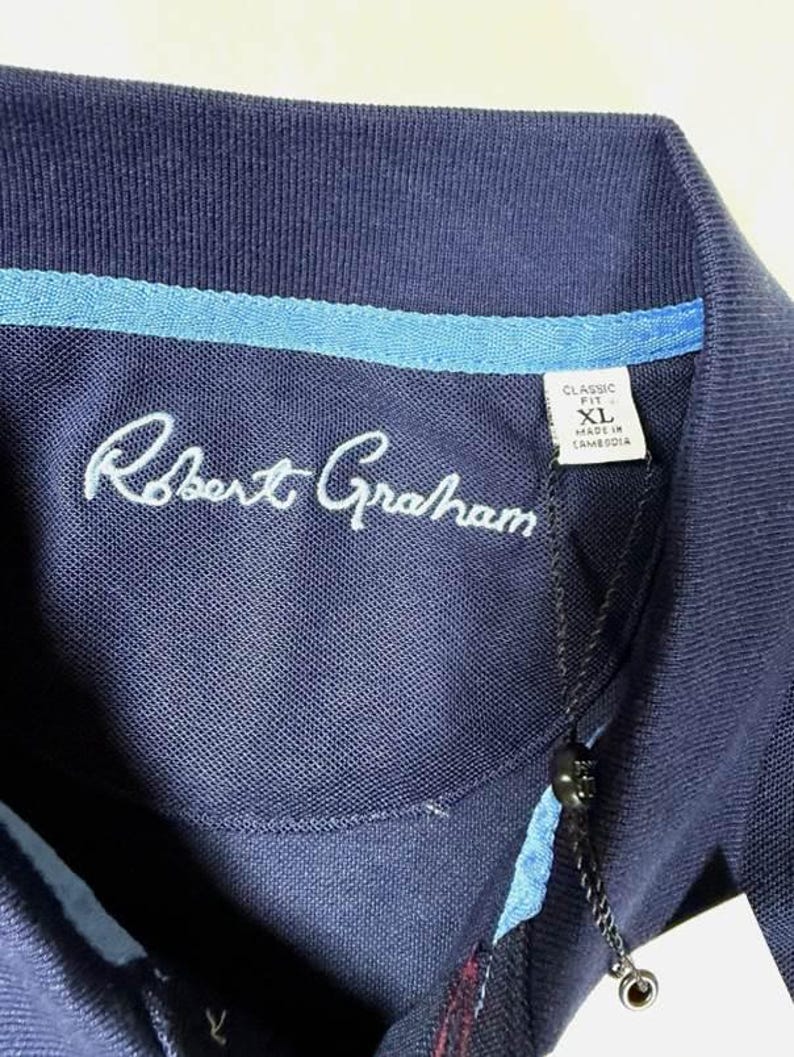 Robert Graham
CLASSIC
FIT
XL
MADE IN
CAMBODIA